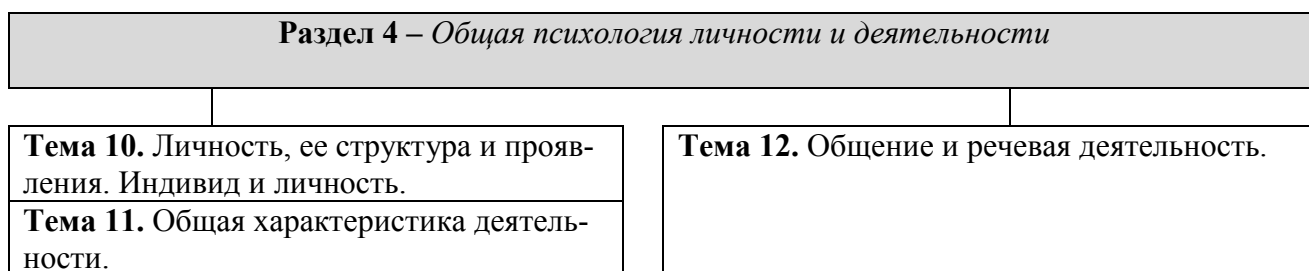 Раздел 4 – Общая психология личности и деятельности
Тема 10. Личность, ее структура и прояв-
ления. Индивид и личность.
Тема 11. Общая характеристика деятель-
ности.
Тема 12. Общение и речевая деятельность.